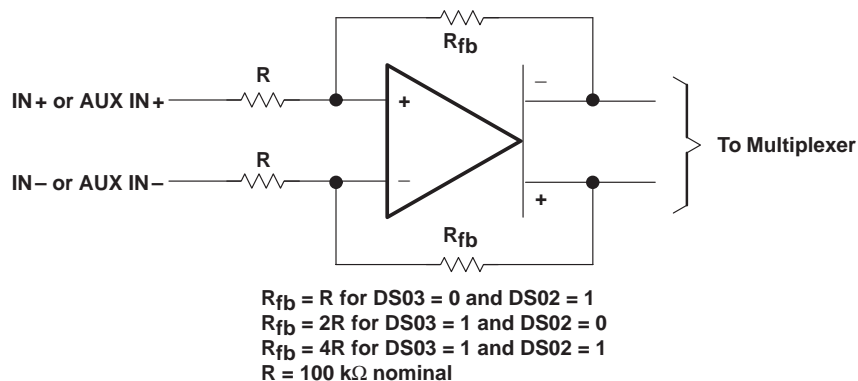 Rfb
R
IN+ or AUX IN+
+
−
To Multiplexer
R
IN− or AUX IN−
−
+
Rfb
Rfb = R for DS03 = 0 and DS02 = 1
Rfb = 2R for DS03 = 1 and DS02 = 0
Rfb = 4R for DS03 = 1 and DS02 = 1
R = 100 kΩ nominal